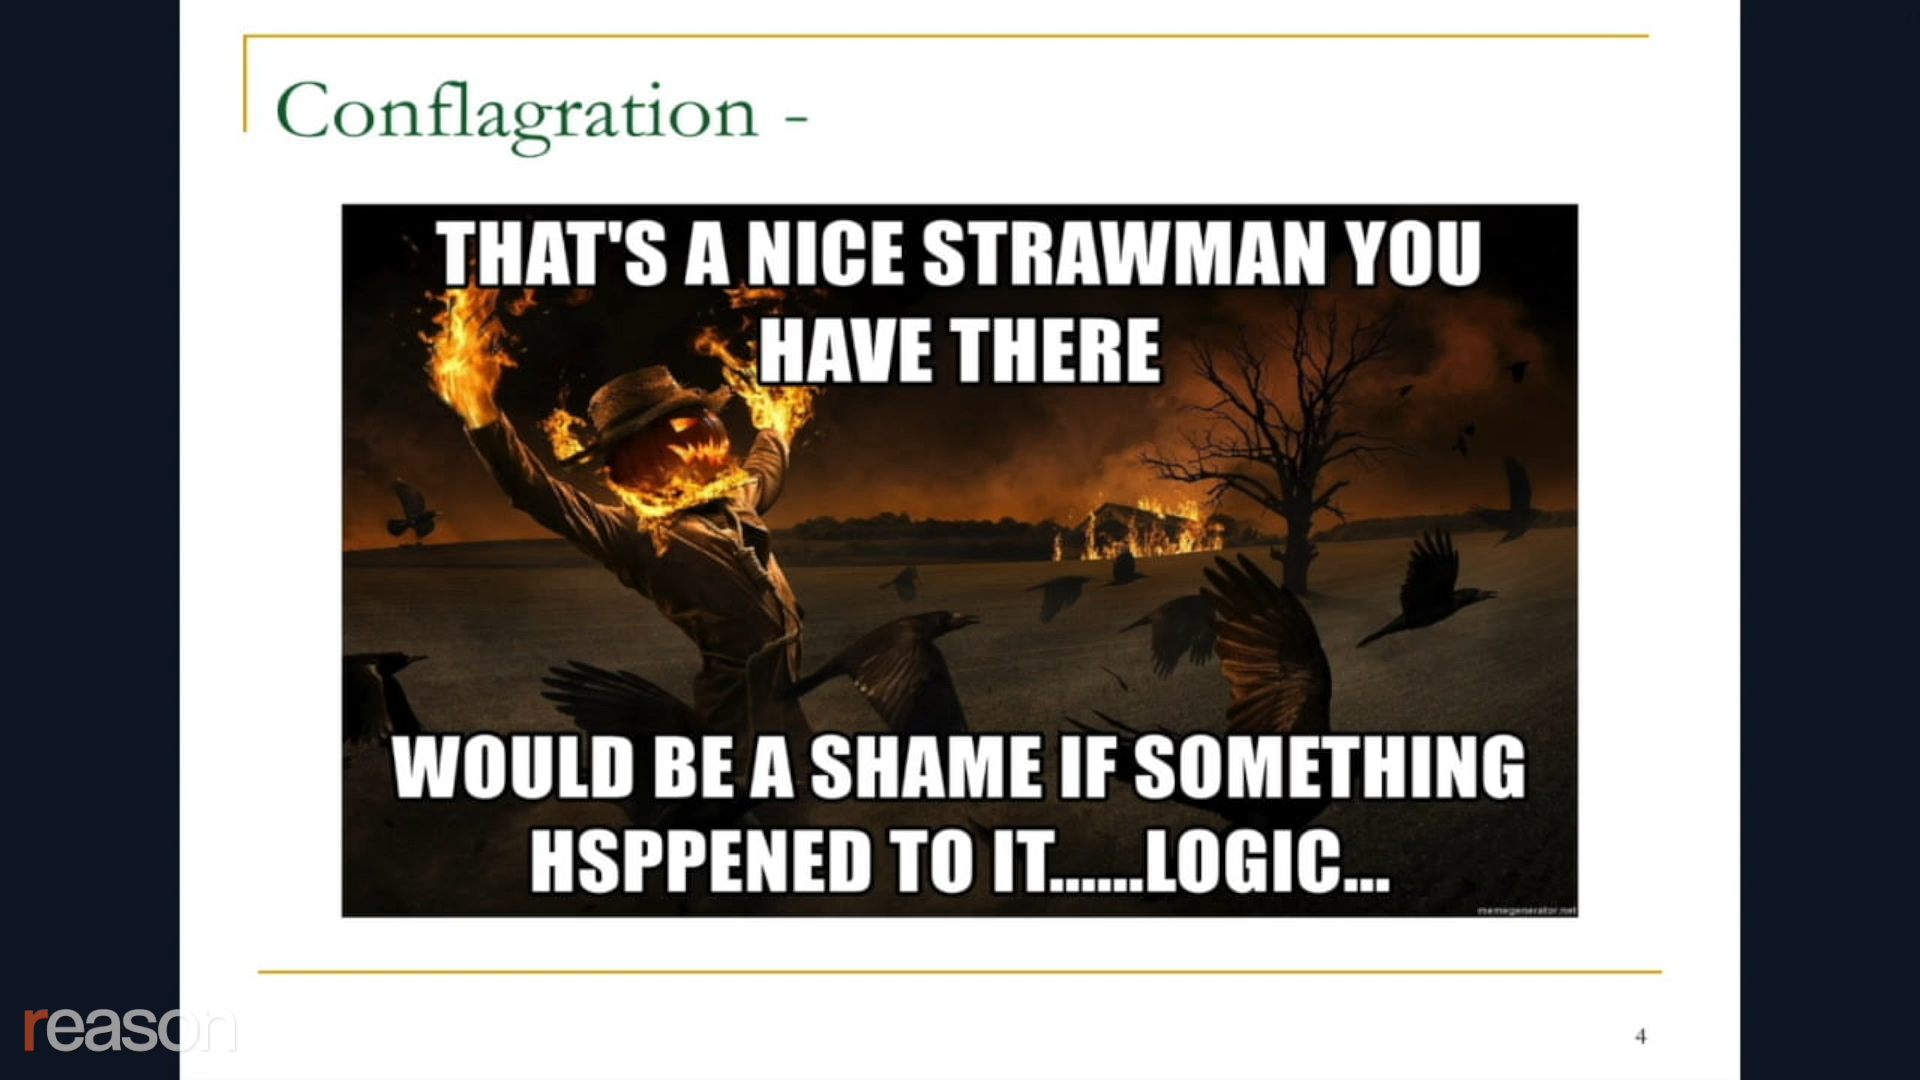 Conflagration -
THAT'S A NICE STRAWMAN YOU
HAVE THERE
WOULD BE A SHAME IF SOMETHING
HSPPENED TO IT......LOGIC...
memegenerator.net
reason
4